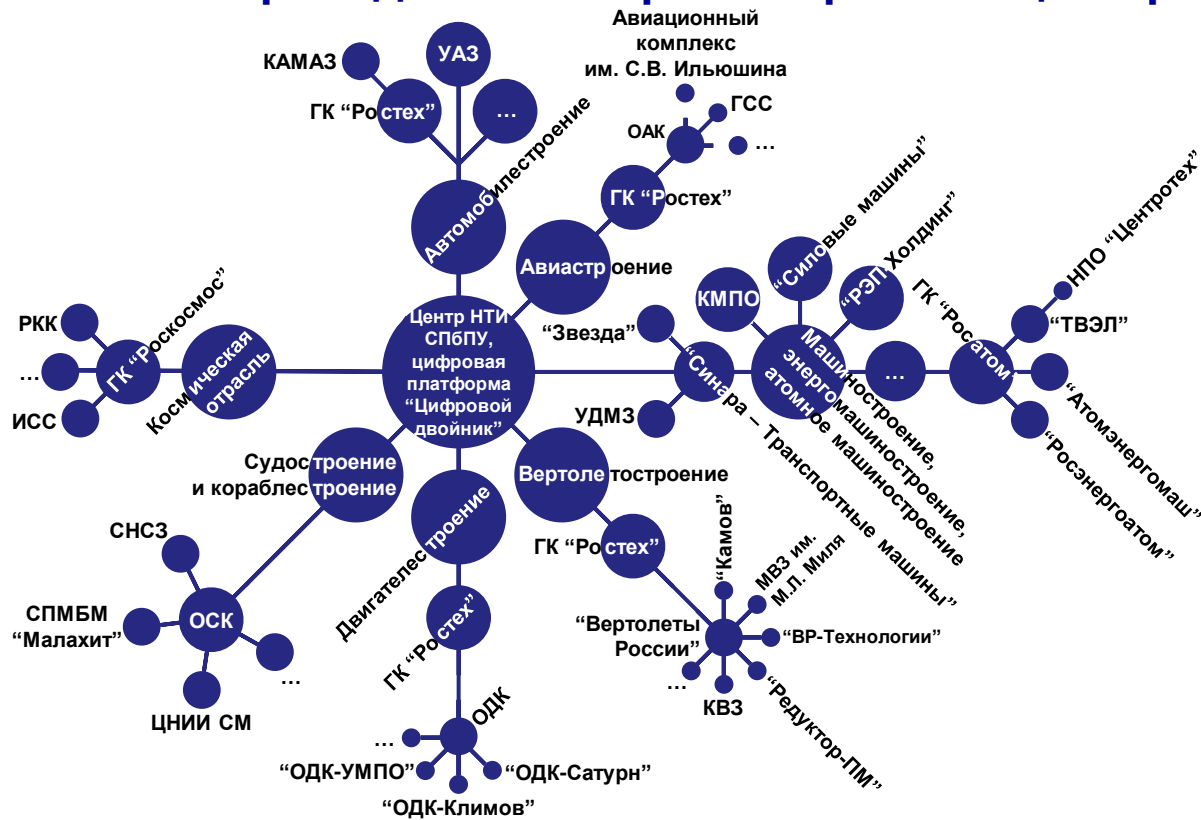 Авиационный
комплекс
им. С.В. Ильюшина
КАМАЗ
УАЗ
ГК “Ростех”
…
Автомобилестроение
ГСС
ОАК
…
ГК “Ростех”
Авиастроение
“Силовые машины”
“РЭП Холдинг”
КМПО
НПО “Центротех”
“ТВЭЛ”
ГК “Росатом”
…
“Атомэнергомаш”
“Росэнергоатом”
Машиностроение,
энергомашиностроение,
атомное машиностроение
“Звезда”
УДМЗ
“Синара – Транспортные машины”
Центр НТИ
СПбПУ,
цифровая
платформа
“Цифровой
двойник”
РКК
…
ИСС
ГК “Роскосмос”
Космическая
отрасль
Судостроение
и кораблестроение
СНСЗ
СПМБМ
“Малахит”
ОСК
…
ЦНИИ СМ
Двигателестроение
ГК “Ростех”
ОДК
…
“ОДК-УМПО”
“ОДК-Сатурн”
“ОДК-Климов”
Вертолетостроение
ГК “Ростех”
“Камов”
МВЗ им.
М.Л. Миля
“Вертолеты
России”
“ВР-Технологии”
…
КВЗ
“Редуктор-ПМ”